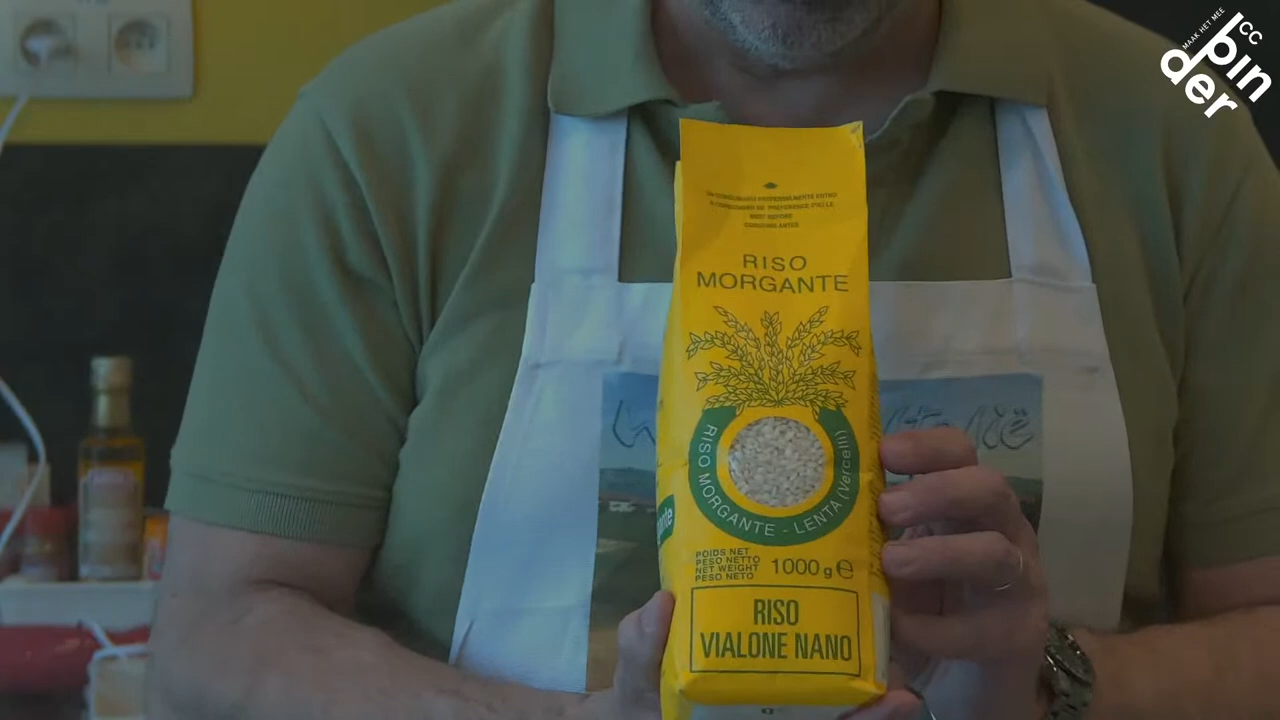 MAAK HET MEE
CC
bin
der
RISO
MORGANTE
RISO MORGANTE - LENTA (Vercelli)
POIDS NET
PESO NETTO
NET WEIGHT
PESO NETO
1000 g e
RISO
VIALONE NANO